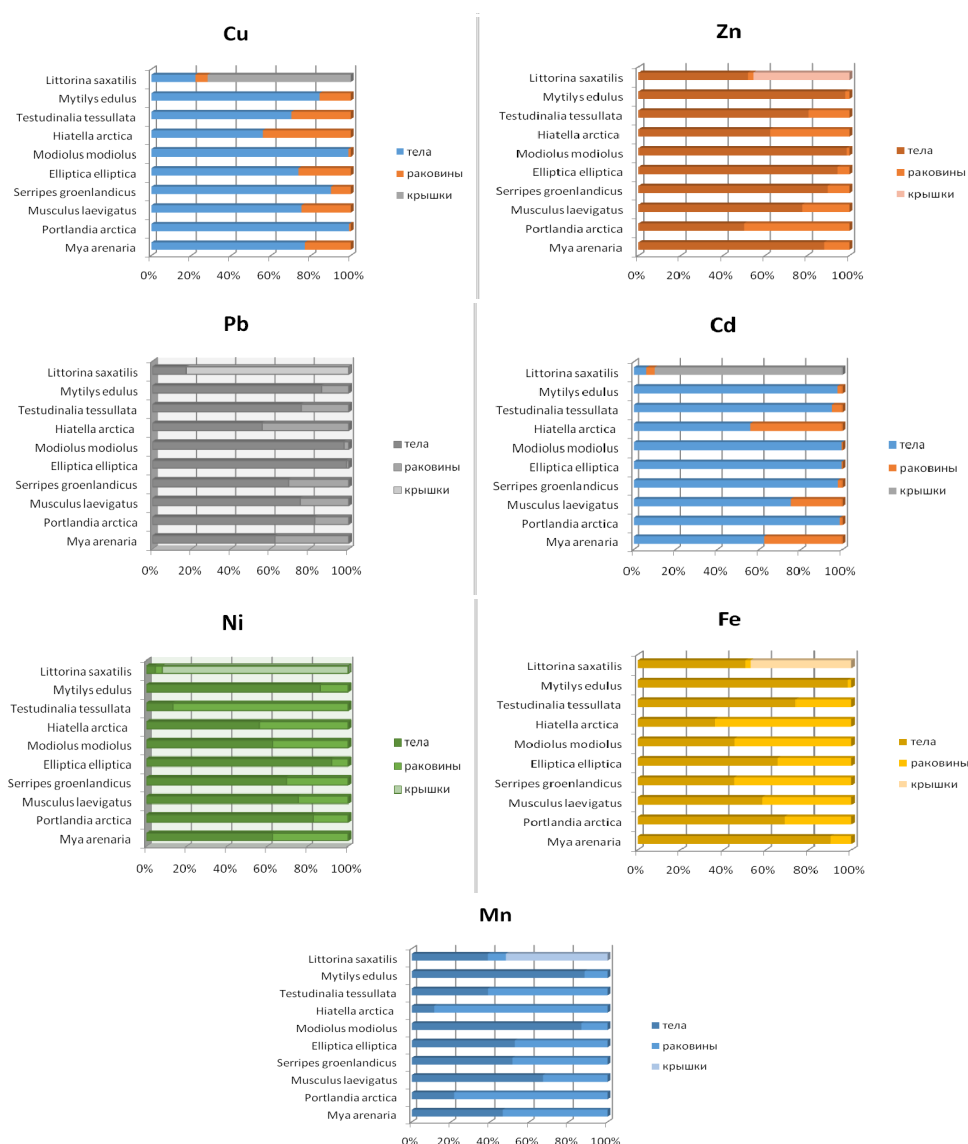 Cu
Littorina saxatilis
Mytilys edulus
Testudinalia tessullata
Hiatella arctica
Modiolus modiolus
Elliptica elliptica
Serripes groenlandicus
Musculus laevigatus
Portlandia arctica
Mya arenaria
0% 20% 40% 60% 80% 100%
тела
раковины
крышки
Zn
Littorina saxatilis
Mytilys edulus
Testudinalia tessullata
Hiatella arctica
Modiolus modiolus
Elliptica elliptica
Serripes groenlandicus
Musculus laevigatus
Portlandia arctica
Mya arenaria
0% 20% 40% 60% 80% 100%
тела
раковины
крышки
Pb
Littorina saxatilis
Mytilys edulus
Testudinalia tessullata
Hiatella arctica
Modiolus modiolus
Elliptica elliptica
Serripes groenlandicus
Musculus laevigatus
Portlandia arctica
Mya arenaria
0% 20% 40% 60% 80% 100%
тела
раковины
крышки
Cd
Littorina saxatilis
Mytilys edulus
Testudinalia tessullata
Hiatella arctica
Modiolus modiolus
Elliptica elliptica
Serripes groenlandicus
Musculus laevigatus
Portlandia arctica
Mya arenaria
0% 20% 40% 60% 80% 100%
тела
раковины
крышки
Ni
Littorina saxatilis
Mytilys edulus
Testudinalia tessullata
Hiatella arctica
Modiolus modiolus
Elliptica elliptica
Serripes groenlandicus
Musculus laevigatus
Portlandia arctica
Mya arenaria
0% 20% 40% 60% 80% 100%
тела
раковины
крышки
Fe
Littorina saxatilis
Mytilys edulus
Testudinalia tessullata
Hiatella arctica
Modiolus modiolus
Elliptica elliptica
Serripes groenlandicus
Musculus laevigatus
Portlandia arctica
Mya arenaria
0% 20% 40% 60% 80% 100%
тела
раковины
крышки
Mn
Littorina saxatilis
Mytilys edulus
Testudinalia tessullata
Hiatella arctica
Modiolus modiolus
Elliptica elliptica
Serripes groenlandicus
Musculus laevigatus
Portlandia arctica
Mya arenaria
0% 20% 40% 60% 80% 100%
тела
раковины
крышки